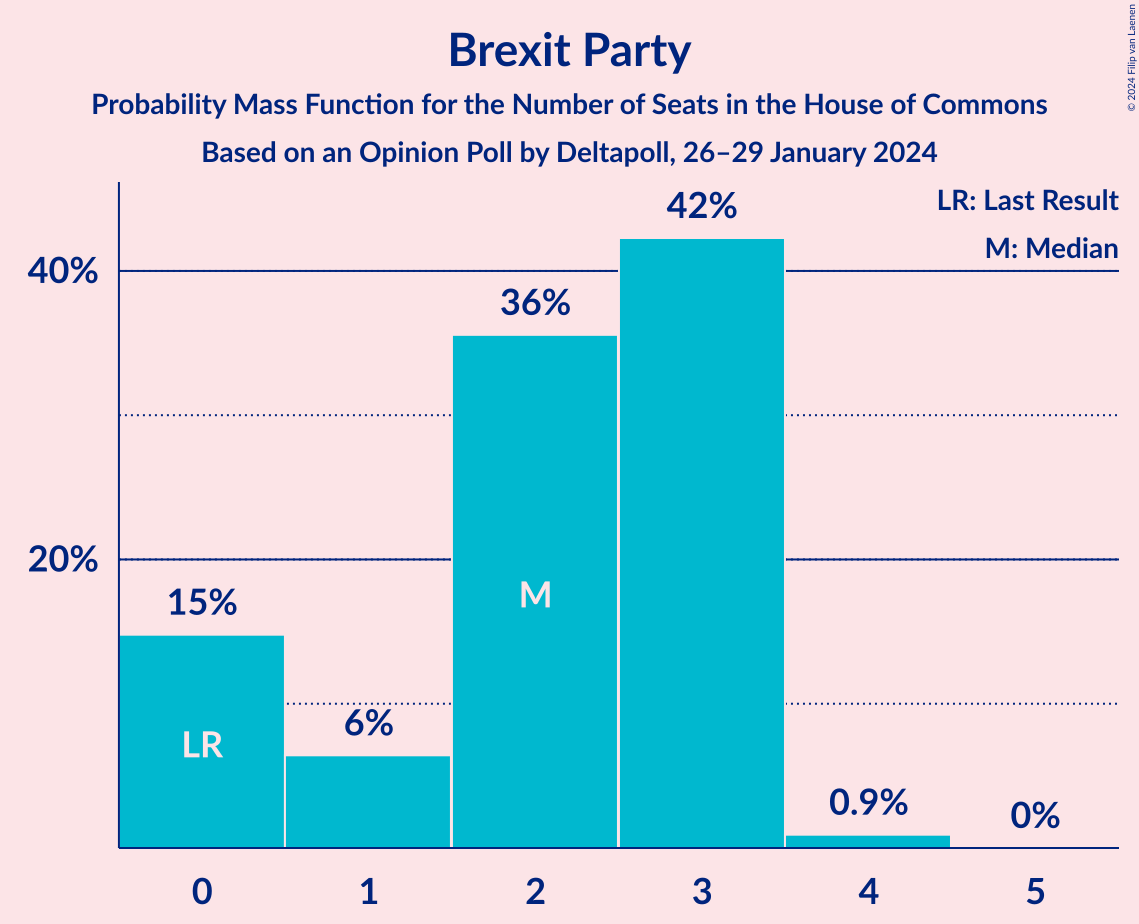 Brexit Party
Probability Mass Function for the Number of Seats in the House of Commons
Based on an Opinion Poll by Deltapoll, 26–29 January 2024
© 2024 Filip van Laenen
LR: Last Result
M: Median
42%
40%
36%
20%
15%
M
6%
LR
0.9%
0%
0 1 2 3 4 5